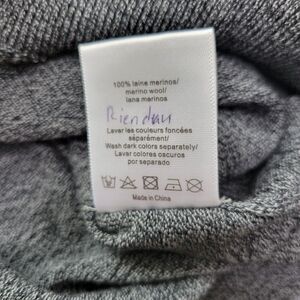 100% laine merinos/
merino wool/
lana merinos
Riendau
Laver les couleurs foncées
séparément/
Wash dark colors separately/
Lavar colores oscuros
por separado
Made in China